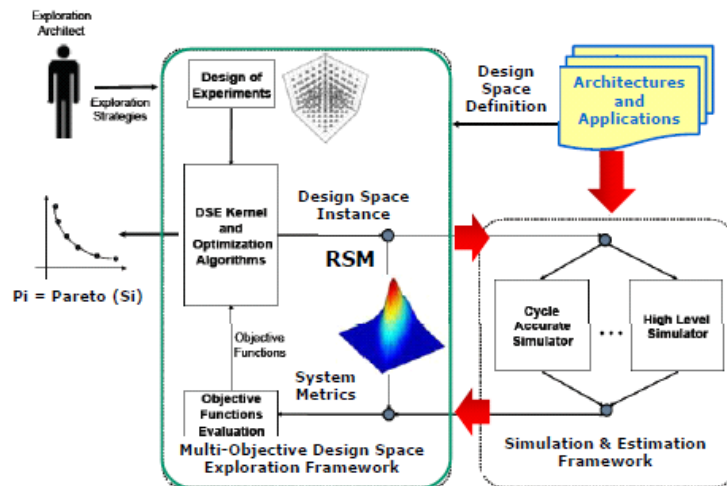 Exploration
Architect
Exploration
Strategies
Design of
Experiments
Design
Space
Definition
Architectures
and
Applications
DSE Kernel
and
Optimization
Algorithms
Design Space
Instance
RSM
Pi = Pareto (Si)
Cycle
Accurate
Simulator
...
High Level
Simulator
Objective
Functions
System
Metrics
Objective
Functions
Evaluation
Multi-Objective Design Space
Exploration Framework
Simulation & Estimation
Framework